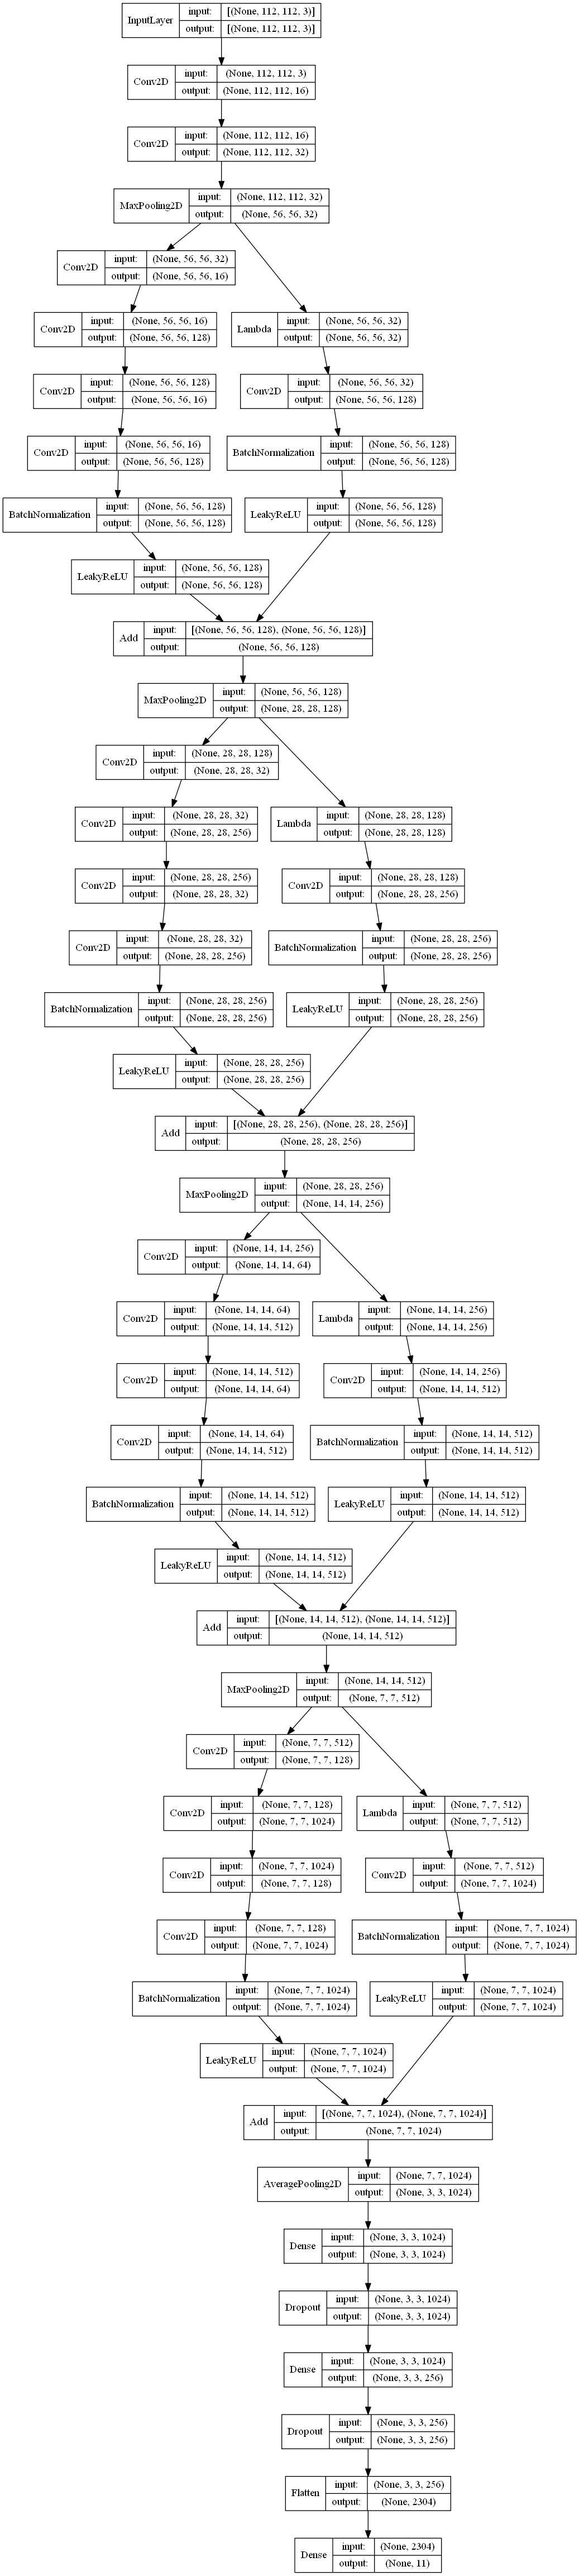 InputLayer input: [(None, 112, 112, 3)]
output: [(None, 112, 112, 3)]
Conv2D input: (None, 112, 112, 3)
output: (None, 112, 112, 16)
Conv2D input: (None, 112, 112, 16)
output: (None, 112, 112, 32)
MaxPooling2D input: (None, 112, 112, 32)
output: (None, 56, 56, 32)
Conv2D input: (None, 56, 56, 32)
output: (None, 56, 56, 16)
Conv2D input: (None, 56, 56, 16)
output: (None, 56, 56, 128)
Lambda input: (None, 56, 56, 32)
output: (None, 56, 56, 32)
Conv2D input: (None, 56, 56, 128)
output: (None, 56, 56, 16)
Conv2D input: (None, 56, 56, 32)
output: (None, 56, 56, 128)
Conv2D input: (None, 56, 56, 16)
output: (None, 56, 56, 128)
BatchNormalization input: (None, 56, 56, 128)
output: (None, 56, 56, 128)
BatchNormalization input: (None, 56, 56, 128)
output: (None, 56, 56, 128)
LeakyReLU input: (None, 56, 56, 128)
output: (None, 56, 56, 128)
LeakyReLU input: (None, 56, 56, 128)
output: (None, 56, 56, 128)
Add input: [(None, 56, 56, 128), (None, 56, 56, 128)]
output: (None, 56, 56, 128)
MaxPooling2D input: (None, 56, 56, 128)
output: (None, 28, 28, 128)
Conv2D input: (None, 28, 28, 128)
output: (None, 28, 28, 32)
Conv2D input: (None, 28, 28, 32)
output: (None, 28, 28, 256)
Lambda input: (None, 28, 28, 128)
output: (None, 28, 28, 128)
Conv2D input: (None, 28, 28, 256)
output: (None, 28, 28, 32)
Conv2D input: (None, 28, 28, 128)
output: (None, 28, 28, 256)
Conv2D input: (None, 28, 28, 32)
output: (None, 28, 28, 256)
BatchNormalization input: (None, 28, 28, 256)
output: (None, 28, 28, 256)
BatchNormalization input: (None, 28, 28, 256)
output: (None, 28, 28, 256)
LeakyReLU input: (None, 28, 28, 256)
output: (None, 28, 28, 256)
LeakyReLU input: (None, 28, 28, 256)
output: (None, 28, 28, 256)
Add input: [(None, 28, 28, 256), (None, 28, 28, 256)]
output: (None, 28, 28, 256)
MaxPooling2D input: (None, 28, 28, 256)
output: (None, 14, 14, 256)
Conv2D input: (None, 14, 14, 256)
output: (None, 14, 14, 64)
Conv2D input: (None, 14, 14, 64)
output: (None, 14, 14, 512)
Lambda input: (None, 14, 14, 256)
output: (None, 14, 14, 256)
Conv2D input: (None, 14, 14, 512)
output: (None, 14, 14, 64)
Conv2D input: (None, 14, 14, 256)
output: (None, 14, 14, 512)
Conv2D input: (None, 14, 14, 64)
output: (None, 14, 14, 512)
BatchNormalization input: (None, 14, 14, 512)
output: (None, 14, 14, 512)
BatchNormalization input: (None, 14, 14, 512)
output: (None, 14, 14, 512)
LeakyReLU input: (None, 14, 14, 512)
output: (None, 14, 14, 512)
LeakyReLU input: (None, 14, 14, 512)
output: (None, 14, 14, 512)
Add input: [(None, 14, 14, 512), (None, 14, 14, 512)]
output: (None, 14, 14, 512)
MaxPooling2D input: (None, 14, 14, 512)
output: (None, 7, 7, 512)
Conv2D input: (None, 7, 7, 512)
output: (None, 7, 7, 128)
Conv2D input: (None, 7, 7, 128)
output: (None, 7, 7, 1024)
Lambda input: (None, 7, 7, 512)
output: (None, 7, 7, 512)
Conv2D input: (None, 7, 7, 1024)
output: (None, 7, 7, 128)
Conv2D input: (None, 7, 7, 512)
output: (None, 7, 7, 1024)
Conv2D input: (None, 7, 7, 128)
output: (None, 7, 7, 1024)
BatchNormalization input: (None, 7, 7, 1024)
output: (None, 7, 7, 1024)
BatchNormalization input: (None, 7, 7, 1024)
output: (None, 7, 7, 1024)
LeakyReLU input: (None, 7, 7, 1024)
output: (None, 7, 7, 1024)
LeakyReLU input: (None, 7, 7, 1024)
output: (None, 7, 7, 1024)
Add input: [(None, 7, 7, 1024), (None, 7, 7, 1024)]
output: (None, 7, 7, 1024)
AveragePooling2D input: (None, 7, 7, 1024)
output: (None, 3, 3, 1024)
Dense input: (None, 3, 3, 1024)
output: (None, 3, 3, 1024)
Dropout input: (None, 3, 3, 1024)
output: (None, 3, 3, 1024)
Dense input: (None, 3, 3, 1024)
output: (None, 3, 3, 256)
Dropout input: (None, 3, 3, 256)
output: (None, 3, 3, 256)
Flatten input: (None, 3, 3, 256)
output: (None, 2304)
Dense input: (None, 2304)
output: (None, 11)